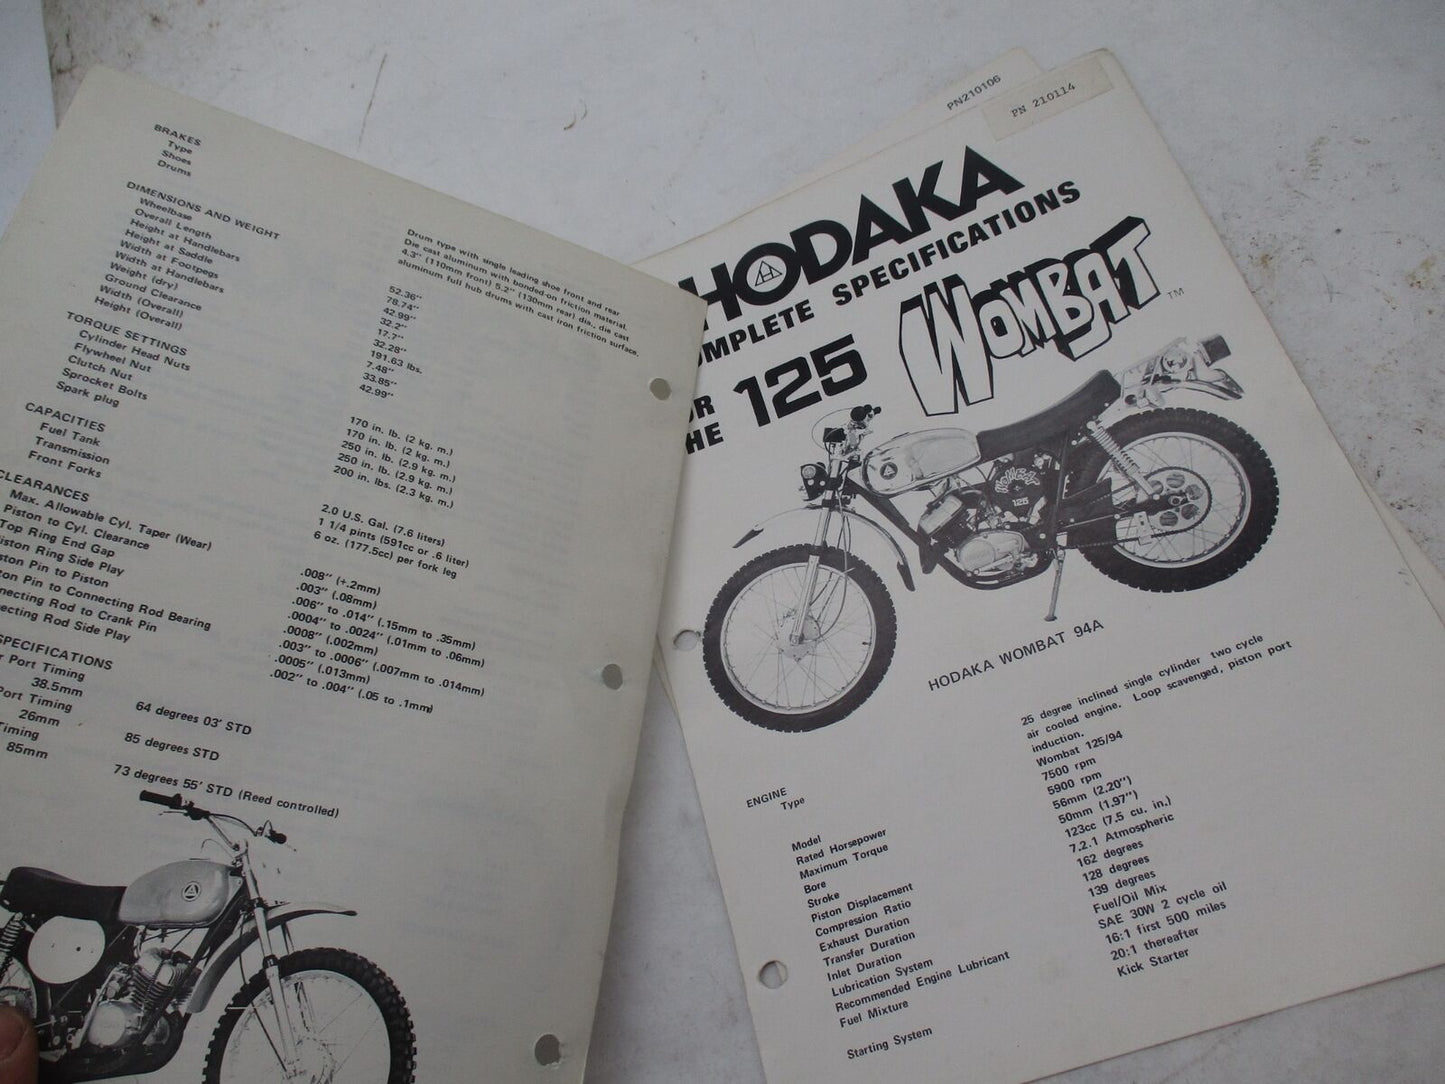 BRAKES
Type
Shoes
Drums
Drum type with single leading shoe front and rear
Die cast aluminum with bonded-on friction material.
4.3" (110mm front) 5.2" (130mm rear) dia., die cast
aluminum full hub drums with cast iron friction surface.
DIMENSIONS AND WEIGHT
Wheelbase
Overall Length
Height at Handlebars
Height at Saddle
Width at Footpegs
Width at Handlebars
Weight (dry)
Ground Clearance
Width (Overall)
Height (Overall)
52.36"
78.74"
42.99"
32.2"
17.7"
32.28"
191.63 lbs.
7.48"
33.85"
42.99"
TORQUE SETTINGS
Cylinder Head Nuts
Flywheel Nut
Clutch Nut
Sprocket Bolts
Spark plug
170 in. lb. (2 kg. m.)
170 in. lb. (2 kg. m.)
250 in. lb. (2.9 kg. m.)
250 in. lb. (2.9 kg. m.)
200 in. lbs. (2.3 kg. m.)
CAPACITIES
Fuel Tank
Transmission
Front Forks
2.0 U.S. Gal. (7.6 liters)
1 1/4 pints (591cc or .6 liter)
6 oz. (177.5cc) per fork leg
CLEARANCES
Max. Allowable Cyl. Taper (Wear)
Piston to Cyl. Clearance
Top Ring End Gap
iston Ring Side Play
ston Pin to Piston
ton Pin to Connecting Rod Bearing
nnecting Rod to Crank Pin
necting Rod Side Play
.008" (+.2mm)
.003" (.08mm)
.006" to .014" (.15mm to .35mm)
.0004" to .0024" (.01mm to .06mm)
.0008" (.002mm)
.003" to .0006" (.007mm to .014mm)
.0005" (.013mm)
.002" to .004" (.05 to .1mm)
SPECIFICATIONS
r Port Timing
38.5mm
64 degrees 03' STD
Port Timing
26mm
85 degrees STD
Timing
85mm
73 degrees 55' STD (Reed controlled)
PN210106
PN 210114
HODAKA
OMPLETE SPECIFICATIONS
OR
HE
125
WOMBAT™
WOMBAT
125
HODAKA WOMBAT 94A
ENGINE
Type
25 degree inclined single cylinder two cycle
air cooled engine. Loop scavenged, piston port
induction.
Model
Rated Horsepower
Maximum Torque
Bore
Stroke
Piston Displacement
Compression Ratio
Exhaust Duration
Transfer Duration
Inlet Duration
Lubrication System
Recommended Engine Lubricant
Fuel Mixture
Starting System
Wombat 125/94
7500 rpm
5900 rpm
56mm (2.20")
50mm (1.97")
123cc (7.5 cu. in.)
7.2.1 Atmospheric
162 degrees
128 degrees
139 degrees
Fuel/Oil Mix
SAE 30W 2 cycle oil
16:1 first 500 miles
20:1 thereafter
Kick Starter